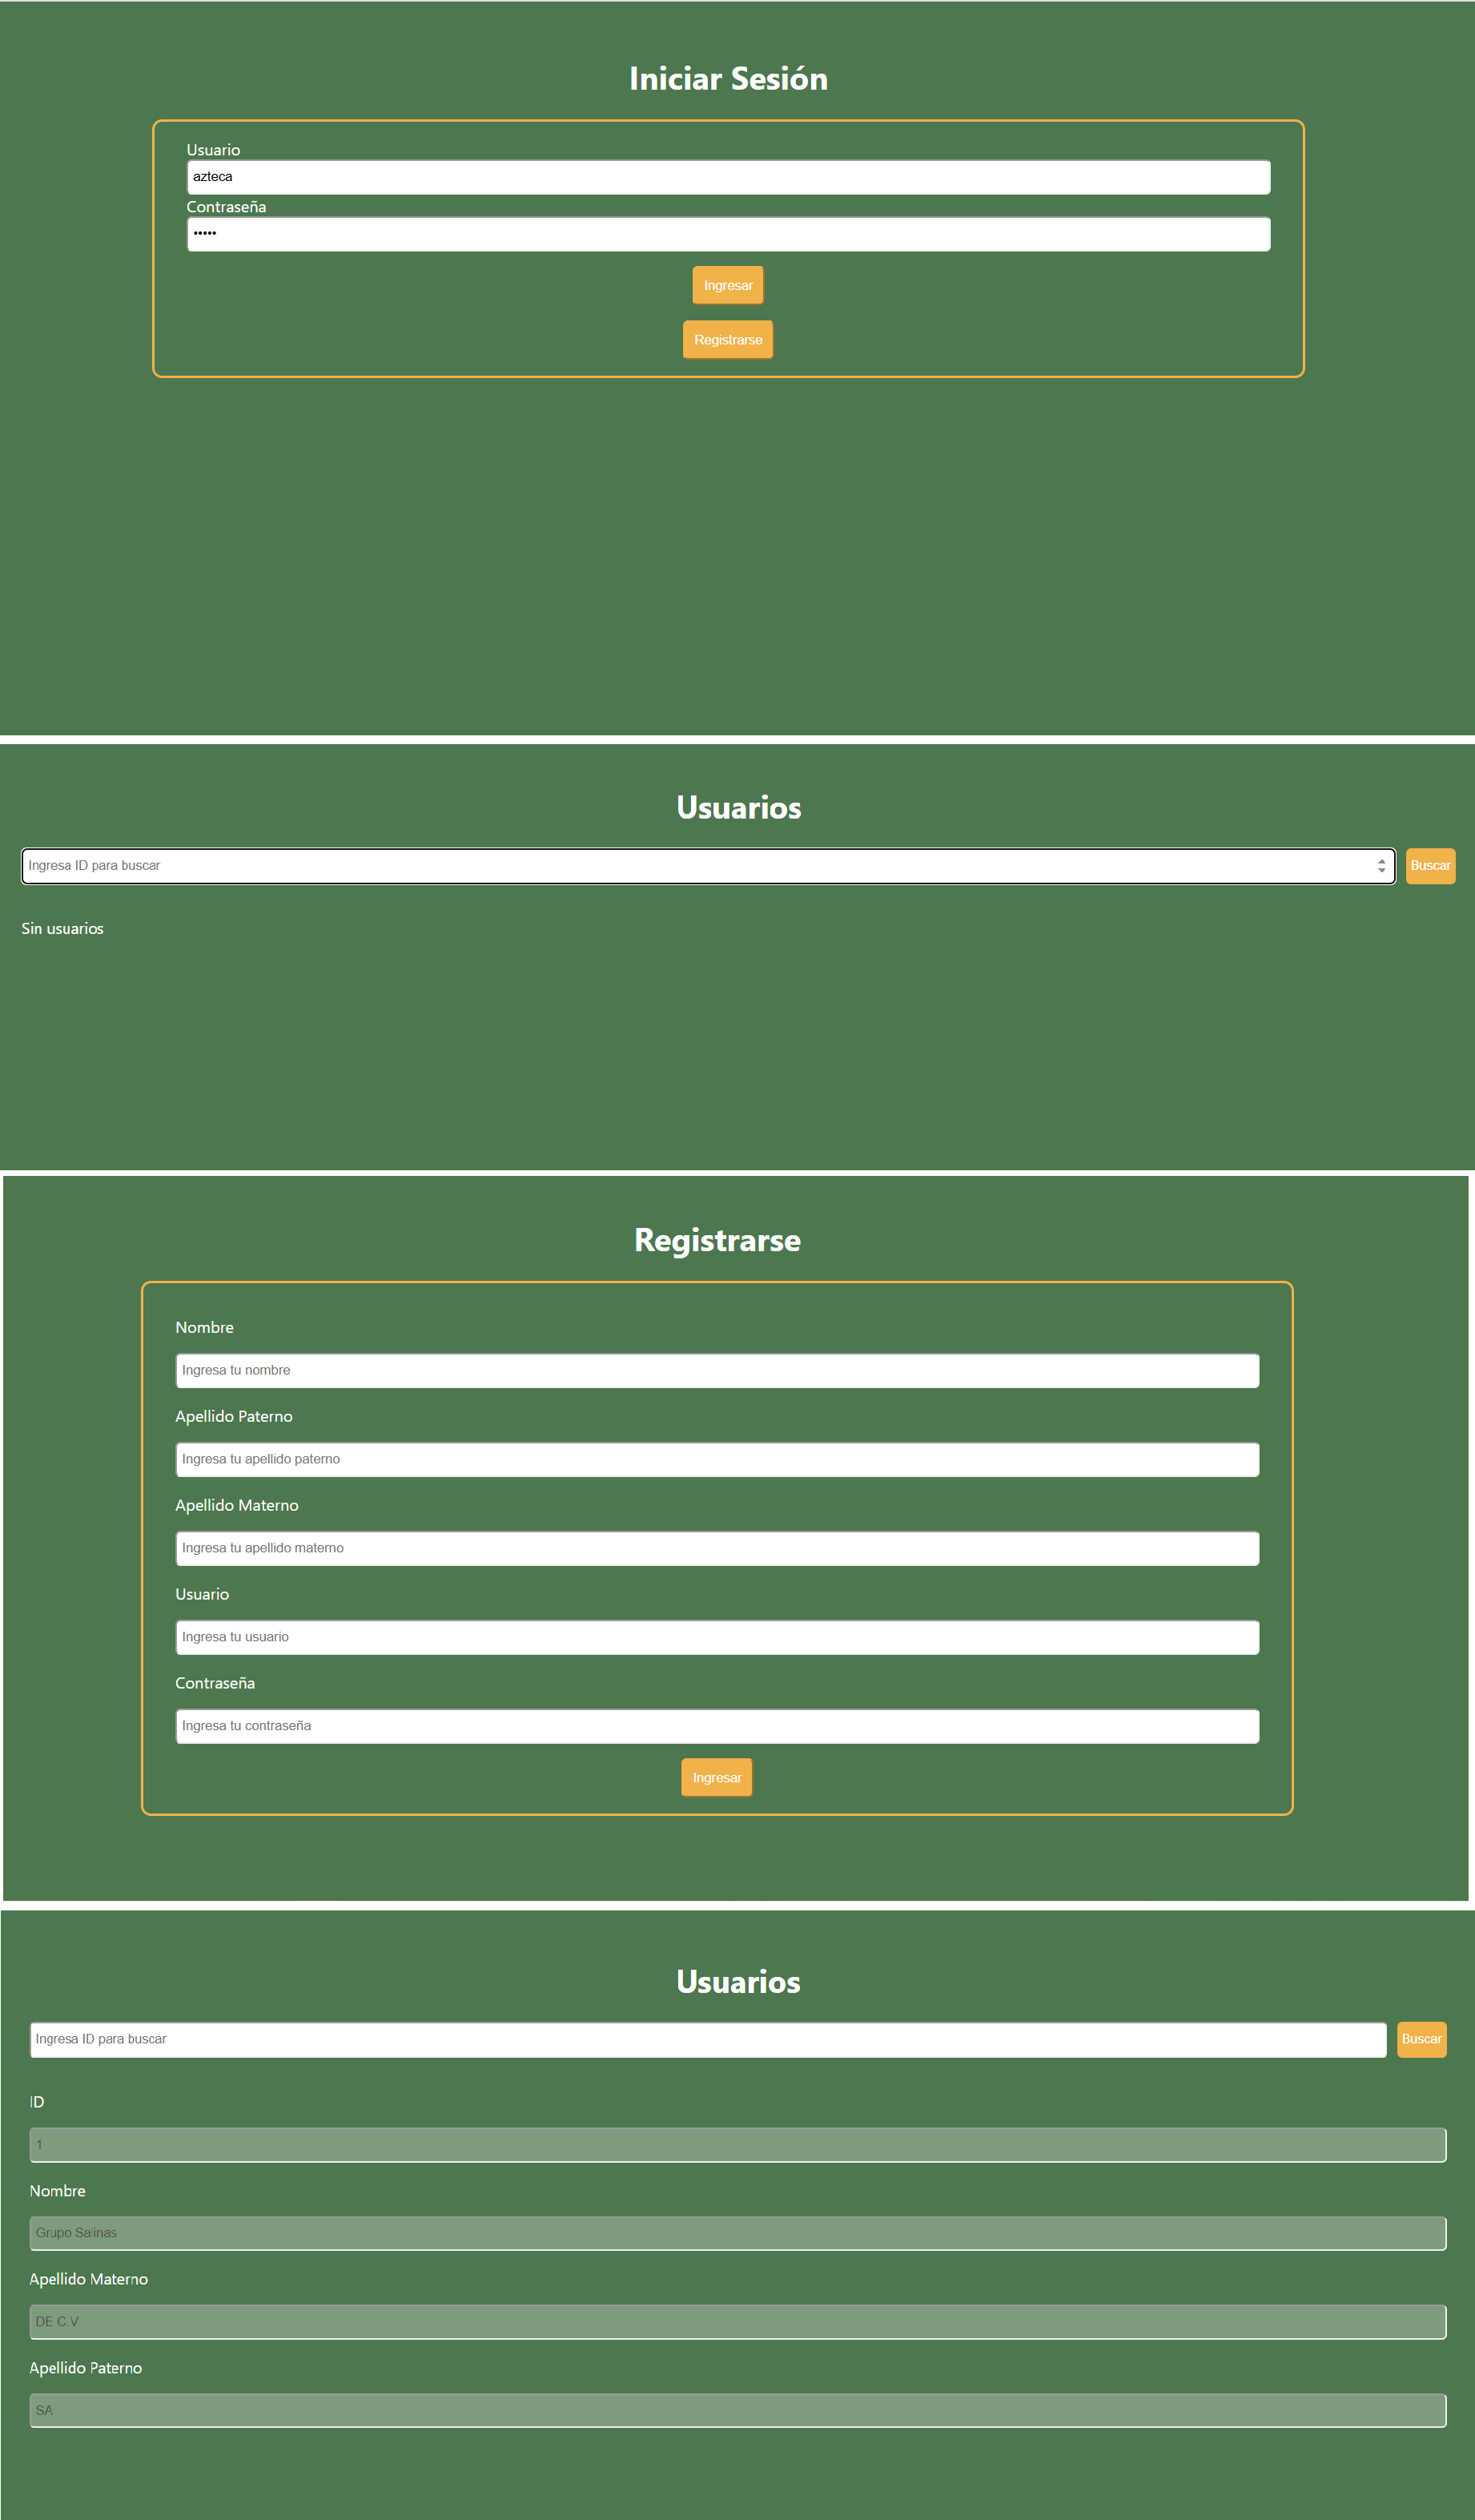 Iniciar Sesión
Usuario
azteca
Contraseña
•••••
Ingresar
Registrarse
Usuarios
Ingresa ID para buscar
Buscar
Sin usuarios
Registrarse
Nombre
Ingresa tu nombre
Apellido Paterno
Ingresa tu apellido paterno
Apellido Materno
Ingresa tu apellido materno
Usuario
Ingresa tu usuario
Contraseña
Ingresa tu contraseña
Ingresar
Usuarios
Ingresa ID para buscar
Buscar
ID
1
Nombre
Grupo Salinas
Apellido Materno
DE C.V
Apellido Paterno
SA